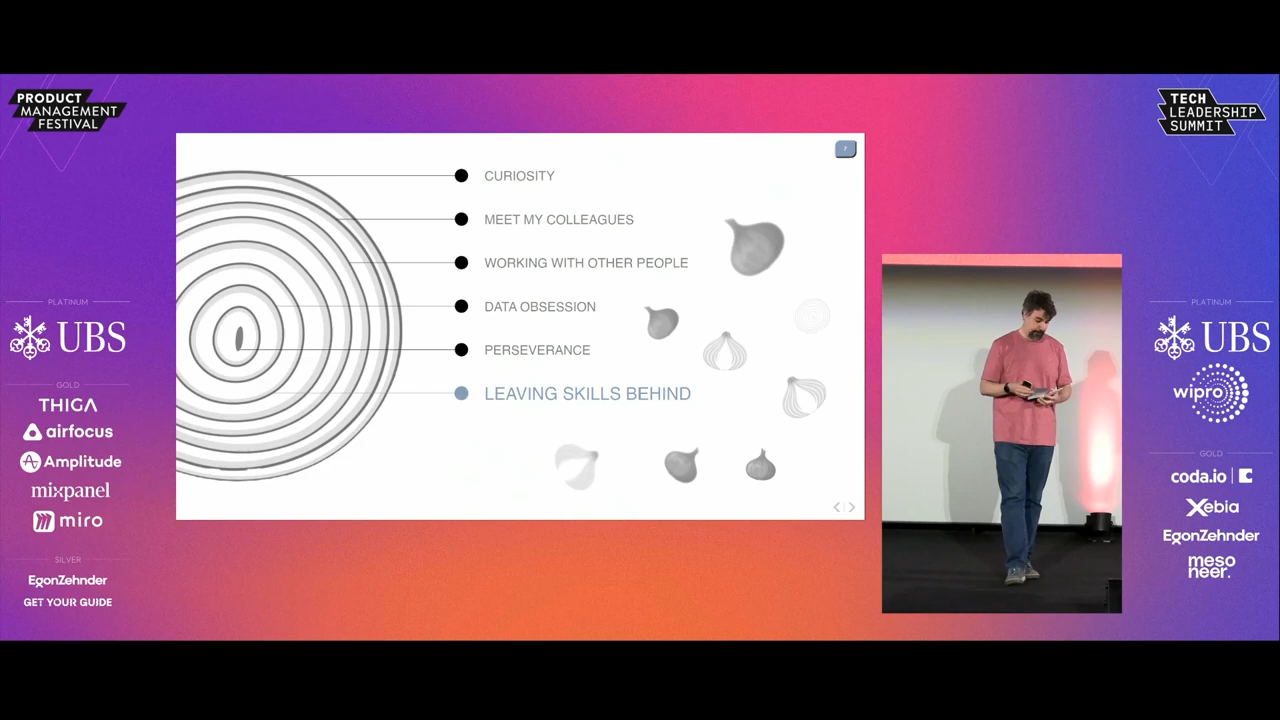 PRODUCT
MANAGEMENT
FESTIVAL
TECH
LEADERSHIP
SUMMIT
7
CURIOSITY
MEET MY COLLEAGUES
WORKING WITH OTHER PEOPLE
DATA OBSESSION
PERSEVERANCE
LEAVING SKILLS BEHIND
PLATINUM
UBS
GOLD
THIGA
airfocus
Amplitude
mixpanel
miro
SILVER
EgonZehnder
GET YOUR GUIDE
PLATINUM
UBS
wipro
GOLD
coda.io
Xebia
EgonZehnder
meso
neer.